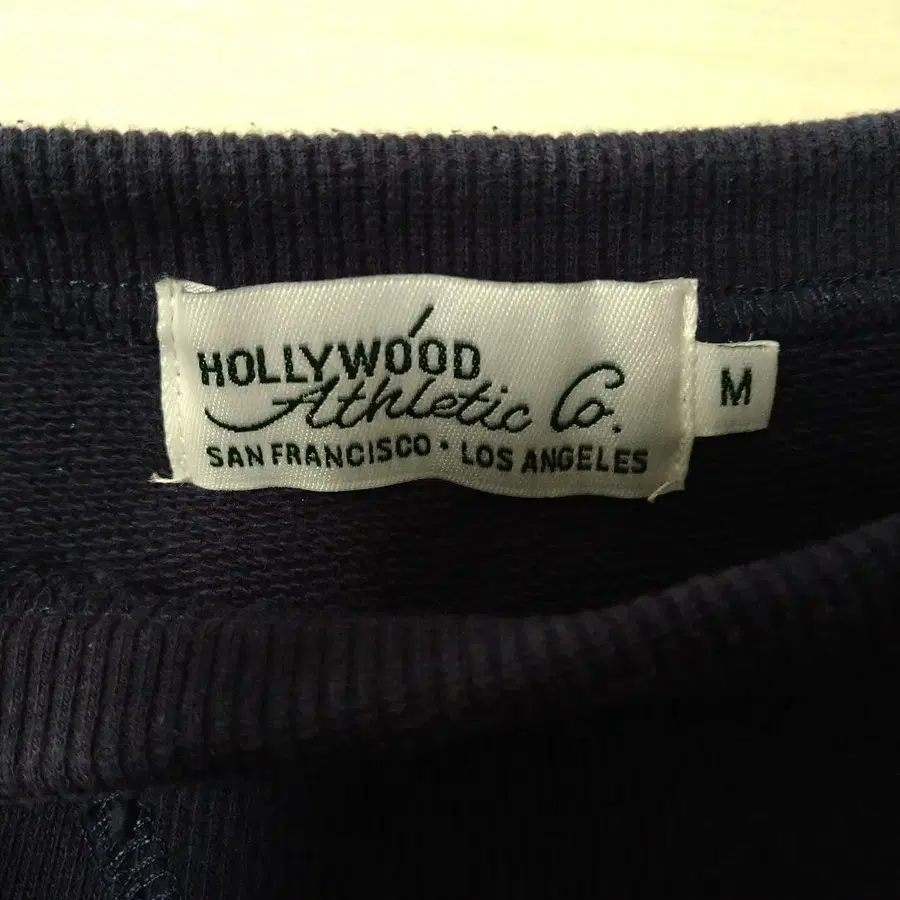 HOLLYWOOD
Athletic Co.
SAN FRANCISCO • LOS ANGELES
M